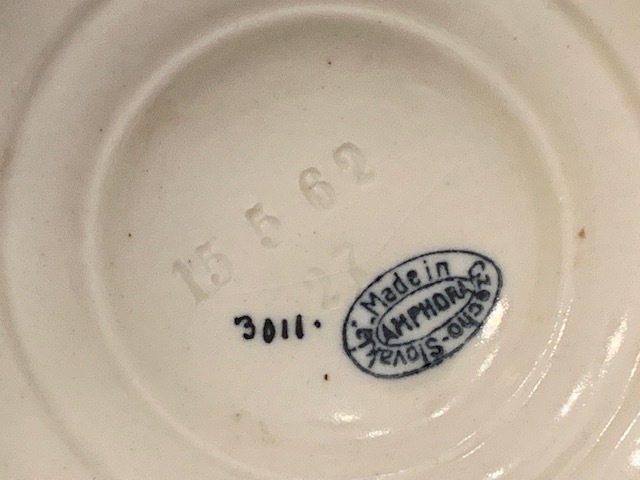 15 5 62
27
3011.
Made in
Czecho-Slovakia
AMPHORA